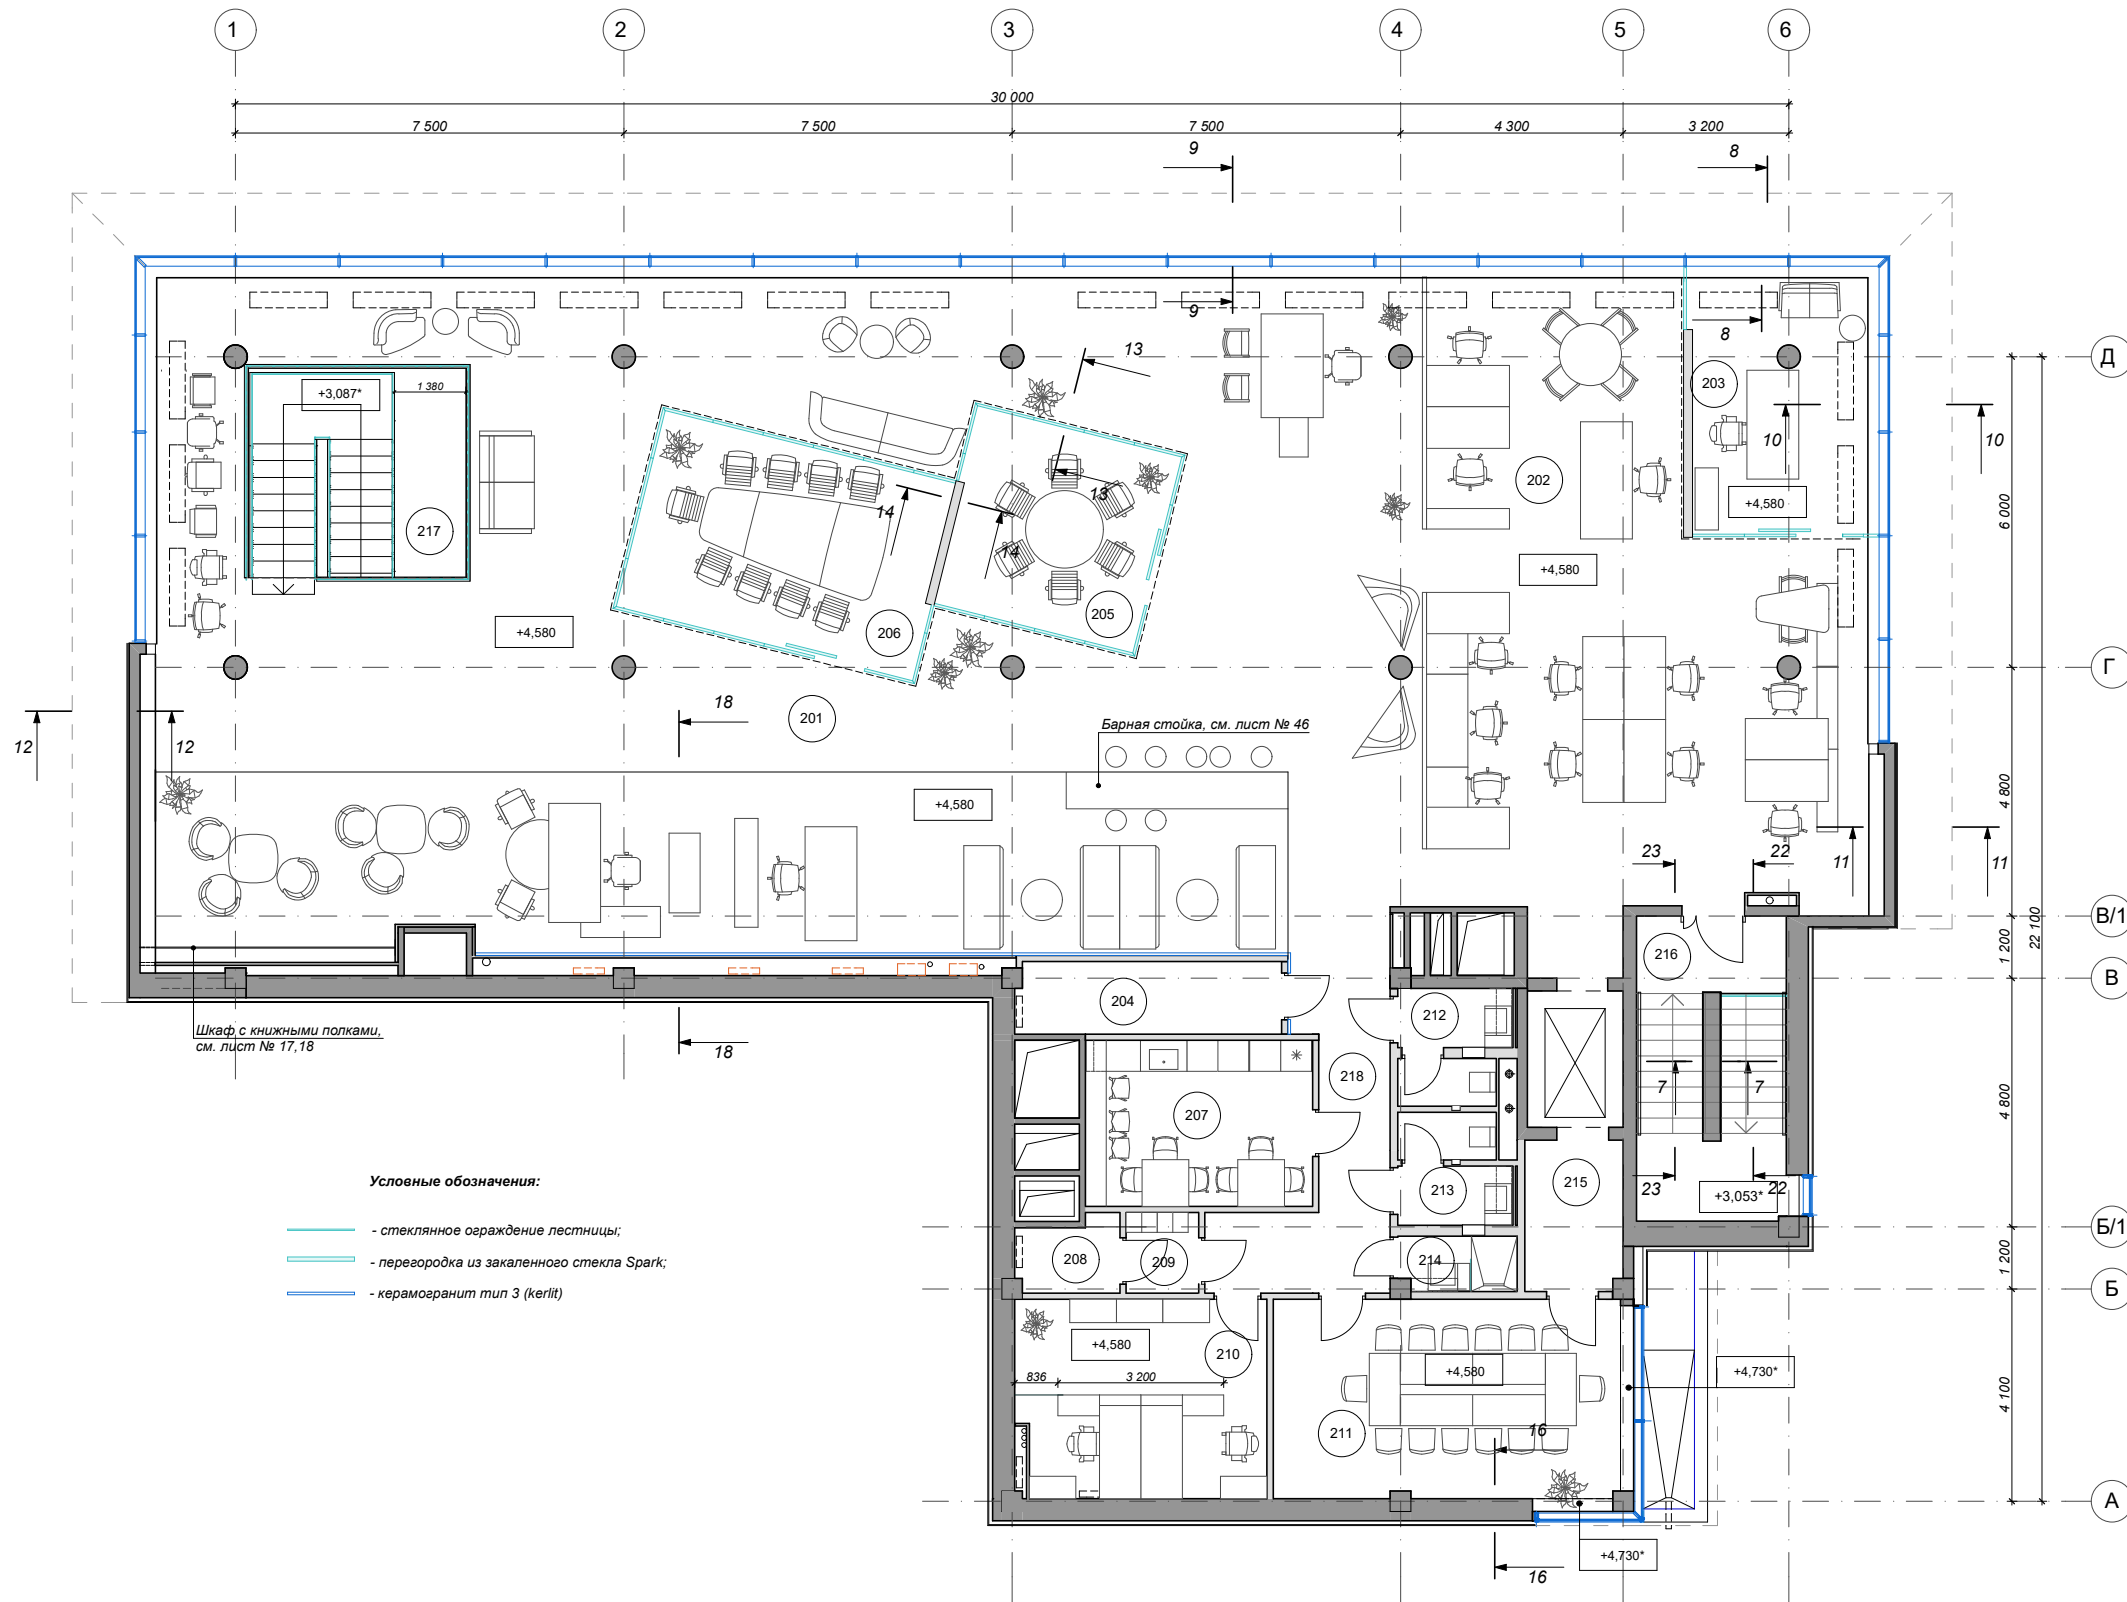 1 2 3 4 5 6
30 000
7 500 7 500 7 500 4 300 3 200
9 8
9 8
13
Д
+3,087* 1 380
203
10 10
13
202
+4,580
14
217
6 000
14
+4,580
205
206
+4,580
Г
201
18
12 12
Барная стойка, см. лист № 46
4 800
+4,580
23 22
11 11
В/1
22 100
216
1 200
В
204
212
Шкаф с книжными полками,
см. лист № 17,18
18
218
7 7
207
4 800
Условные обозначения:
23 22
213
215
+3,053*
- стеклянное ограждение лестницы;
Б/1
- перегородка из закаленного стекла Spark;
208 209 214
1 200
- керамогранит тип 3 (kerlit)
Б
+4,580
210
+4,580
+4,730*
836 3 200
4 100
211
16
А
+4,730*
16